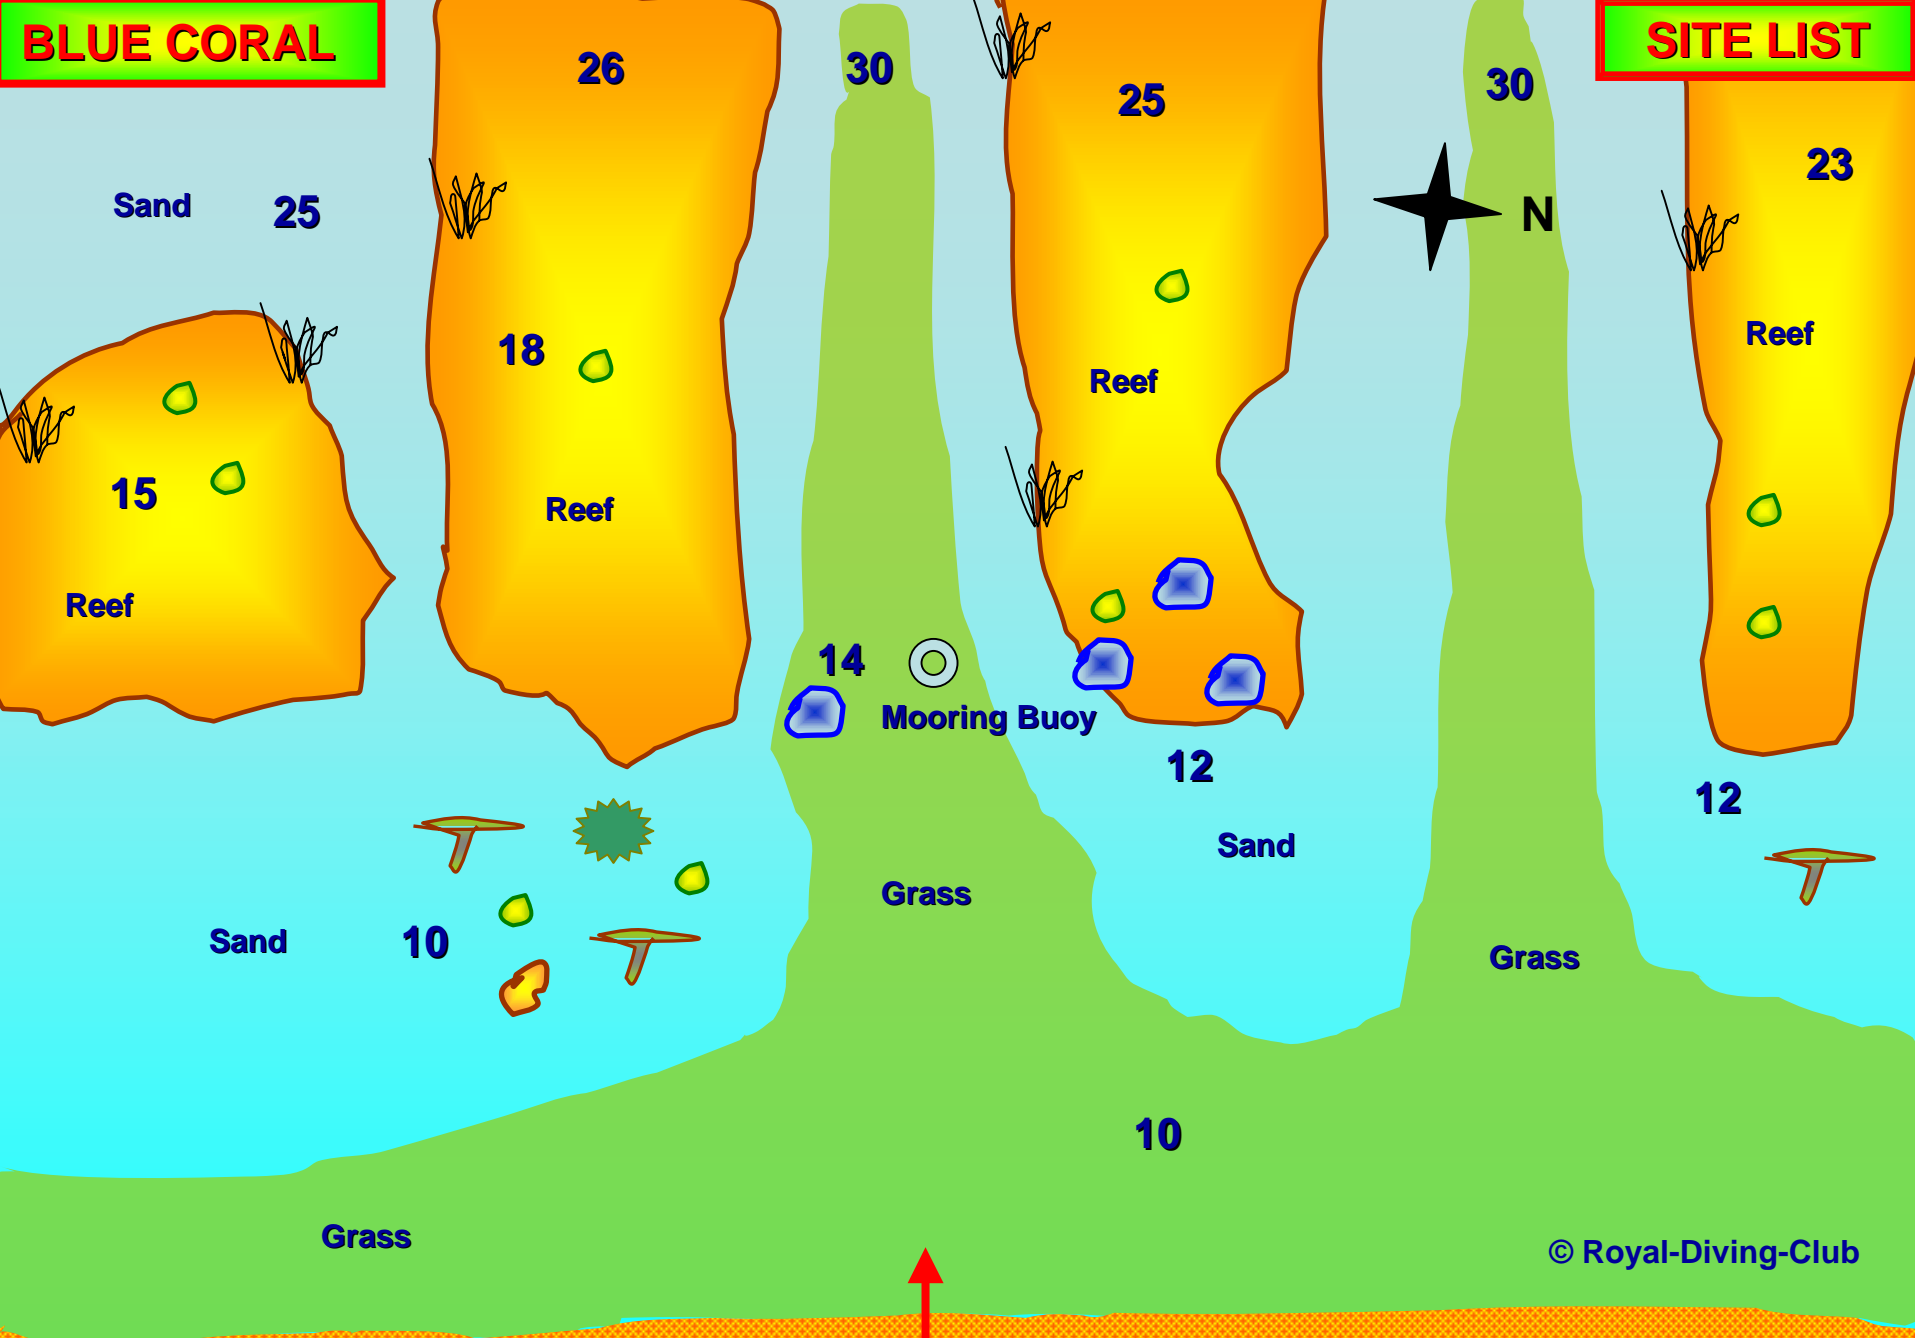 BLUE CORAL
SITE LIST
26
30
25
30
23
Sand
25
N
Reef
18
Reef
15
Reef
Reef
14
Mooring Buoy
12
12
Sand
Grass
Sand
10
Grass
10
Grass
© Royal-Diving-Club